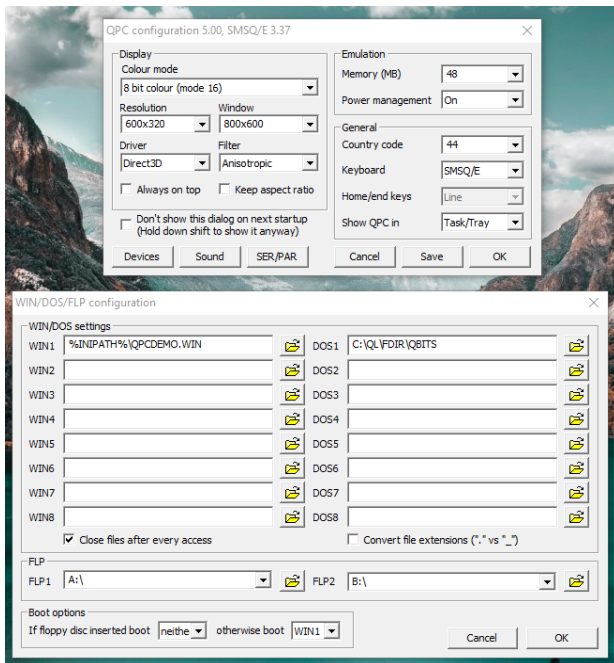 QPC configuration 5.00, SMSQ/E 3.37
Display
Colour mode
8 bit colour (mode 16)
Resolution Window
600x320 800x600
Driver Filter
Direct3D Anisotropic
Always on top Keep aspect ratio
Don't show this dialog on next startup
(Hold down shift to show it anyway)
Devices Sound SER/PAR
Emulation
Memory (MB) 48
Power management On
General
Country code 44
Keyboard SMSQ/E
Home/end keys Line
Show QPC in Task/Tray
Cancel Save OK
WIN/DOS/FLP configuration
WIN/DOS settings
WIN1 %INIPATH%\QPCDEMO.WIN DOS1 C:\QL\FDIR\QBITS
WIN2 DOS2
WIN3 DOS3
WIN4 DOS4
WIN5 DOS5
WIN6 DOS6
WIN7 DOS7
WIN8 DOS8
Close files after every access Convert file extensions ("." vs "_")
FLP
FLP1 A:\ FLP2 B:\
Boot options
If floppy disc inserted boot neithe otherwise boot WIN1
Cancel OK